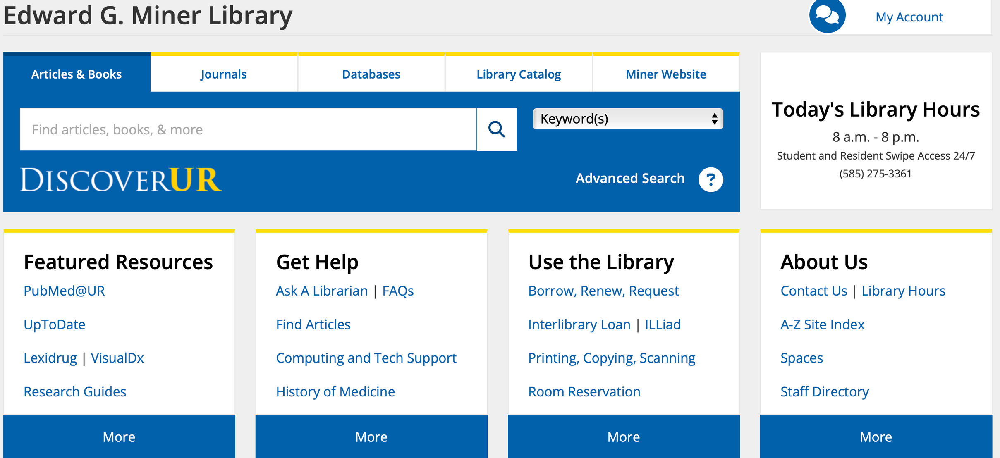 Edward G. Miner Library
My Account
Articles & Books
Journals
Databases
Library Catalog
Miner Website
Find articles, books, & more
Keyword(s)
DISCOVERUR
Advanced Search
?
Today's Library Hours
8 a.m. - 8 p.m.
Student and Resident Swipe Access 24/7
(585) 275-3361
Featured Resources
PubMed@UR
UpToDate
Lexidrug | VisualDx
Research Guides
More
Get Help
Ask A Librarian | FAQs
Find Articles
Computing and Tech Support
History of Medicine
More
Use the Library
Borrow, Renew, Request
Interlibrary Loan | ILLiad
Printing, Copying, Scanning
Room Reservation
More
About Us
Contact Us | Library Hours
A-Z Site Index
Spaces
Staff Directory
More